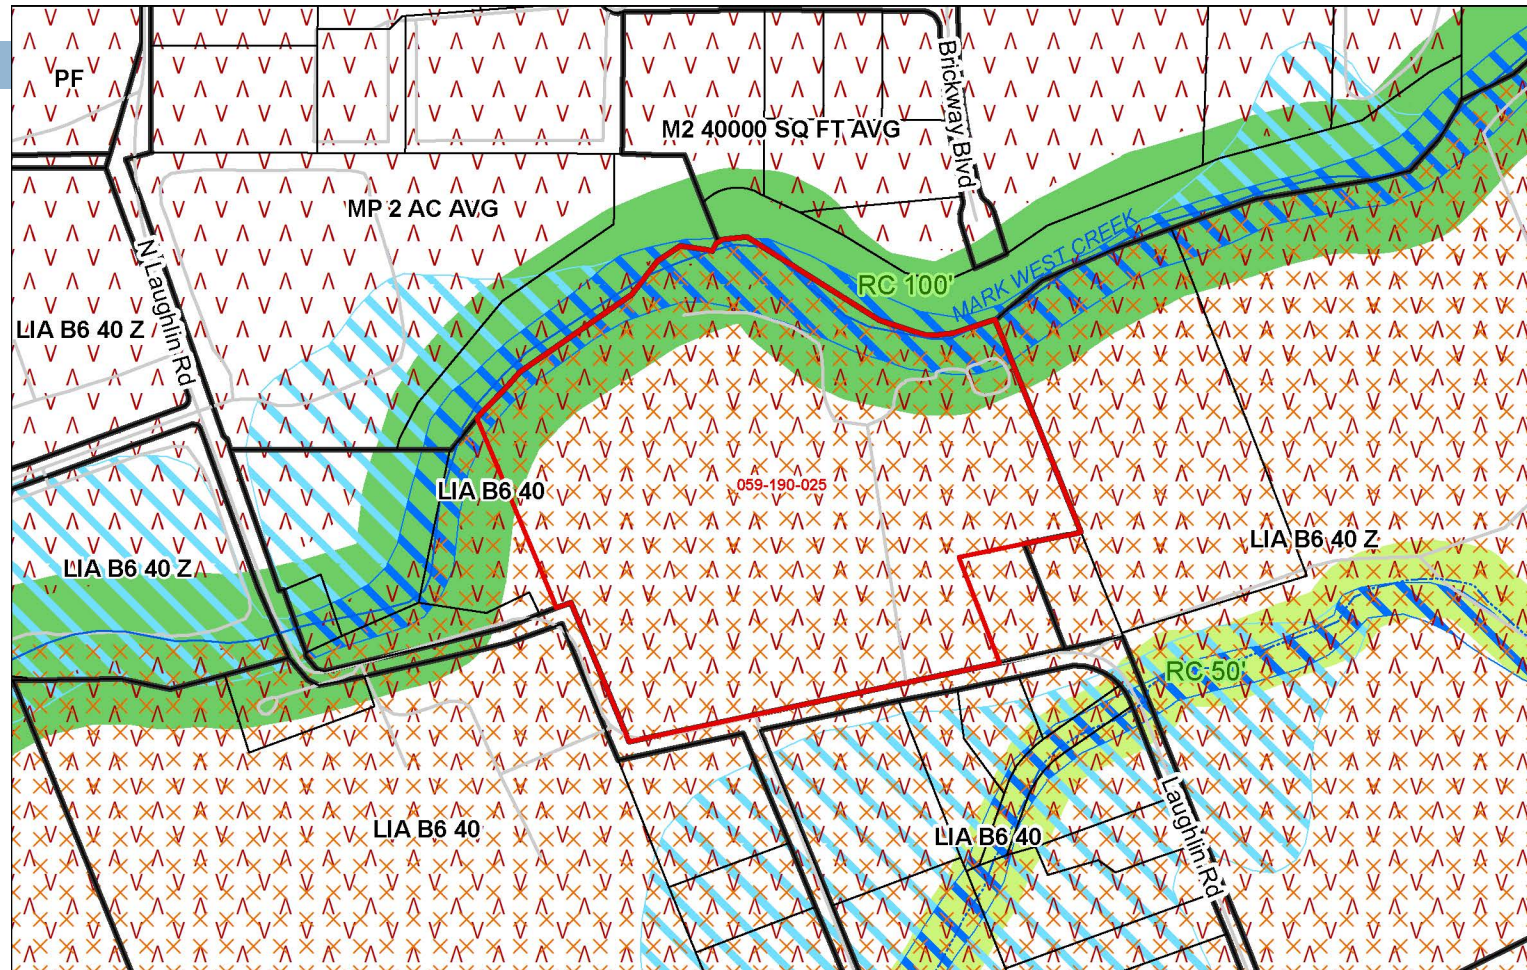 PF
Brickway Blvd
M2 40000 SQ FT AVG
MP 2 AC AVG
N Laughlin Rd
MARK WEST CREEK
RC 100'
LIA B6 40 Z
059-190-025
LIA B6 40
LIA B6 40 Z
LIA B6 40 Z
RC 50'
LIA B6 40
LIA B6 40
Laughlin Rd